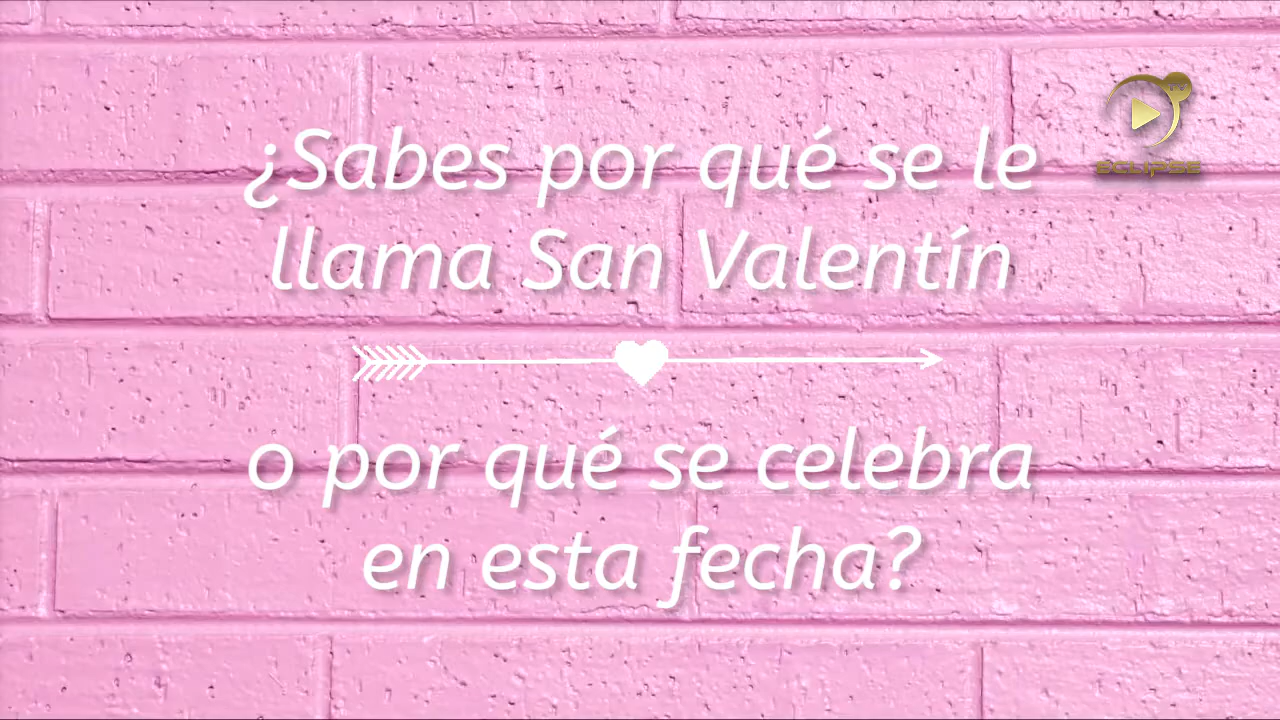 ¿Sabes por qué se le
llama San Valentín
o por qué se celebra
en esta fecha?
ECLIPSE